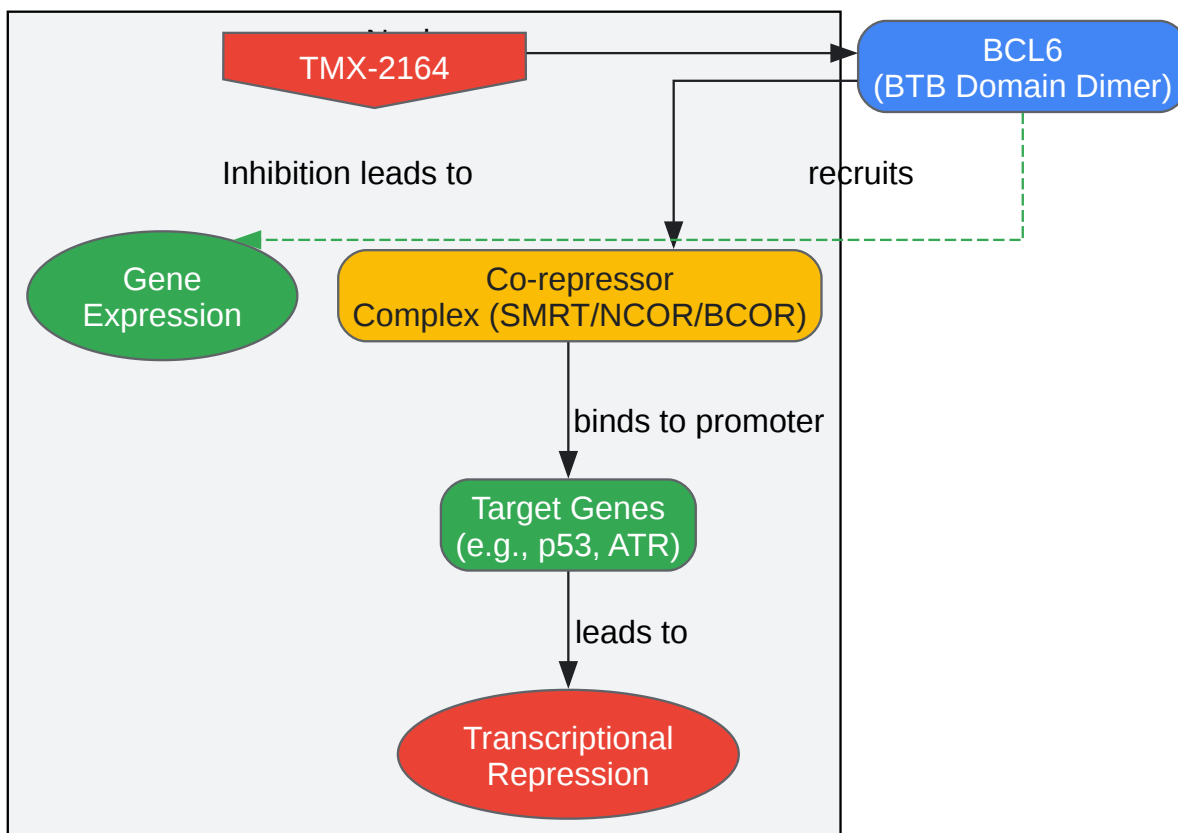 TMX-2164
BCL6
(BTB Domain Dimer)
Inhibition leads to
recruits
Gene
Expression
Co-repressor
Complex (SMRT/NCOR/BCOR)
binds to promoter
Target Genes
(e.g., p53, ATR)
leads to
Transcriptional
Repression